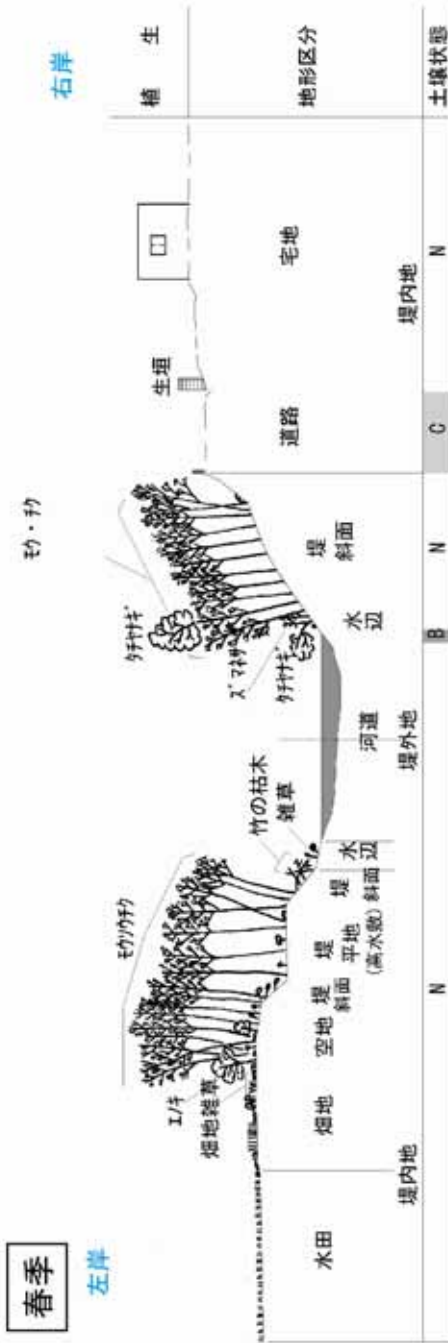 春季
左岸
右岸
モウ・チク
モウソウチク
エノキ
畑地雑草
竹の枯木
雑草
タチヤナギ
ズマネザ
タチヤナギ
生垣
植 生
水田
畑地
空地
堤
斜面
堤
平地
(高水敷)
堤
斜面
水
辺
河道
水
辺
堤
斜面
道路
宅地
地形区分
堤内地
堤外地
堤内地
N
B
N
C
N
土壌状態